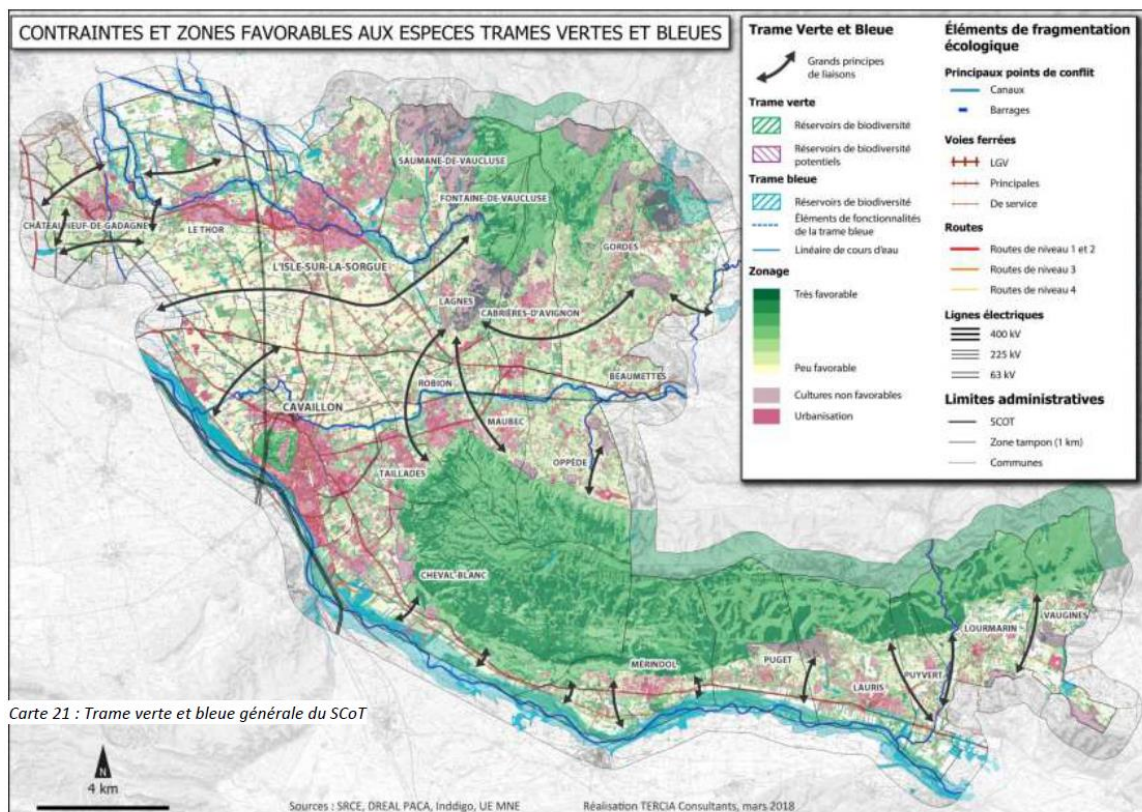 CONTRAINTES ET ZONES FAVORABLES AUX ESPECES TRAMES VERTES ET BLEUES
Trame Verte et Bleue
Grands principes
de liaisons
Trame verte
Réservoirs de biodiversité
Réservoirs de biodiversité
potentiels
Trame bleue
Réservoirs de biodiversité
Éléments de fonctionnalités
de la trame bleue
Linéaire de cours d'eau
Zonage
Très favorable
Peu favorable
Cultures non favorables
Urbanisation
Éléments de fragmentation
écologique
Principaux points de conflit
Canaux
Barrages
Voies ferrées
LGV
Principales
De service
Routes
Routes de niveau 1 et 2
Routes de niveau 3
Routes de niveau 4
Lignes électriques
400 kV
225 kV
63 kV
Limites administratives
SCOT
Zone tampon (1 km)
Communes
SAUMANE-DE-VAUCLUSE
FONTAINE-DE-VAUCLUSE
CHÂTEAUNEUF-DE-GADAGNE
LE THOR
GORDES
L'ISLE-SUR-LA-SORGUE
LAGNES
CABRIÈRES-D'AVIGNON
BEAUMETTES
ROBION
CAVAILLON
MAUBEC
OPPÈDE
TAILLADES
CHEVAL-BLANC
VAUGINES
LOURMARIN
MÉRINDOL
PUGET
PUYVERT
LAURIS
Carte 21 : Trame verte et bleue générale du SCoT
N
4 km
Sources : SRCE, DREAL PACA, Inddigo, UE MNE
Réalisation TERCIA Consultants, mars 2018